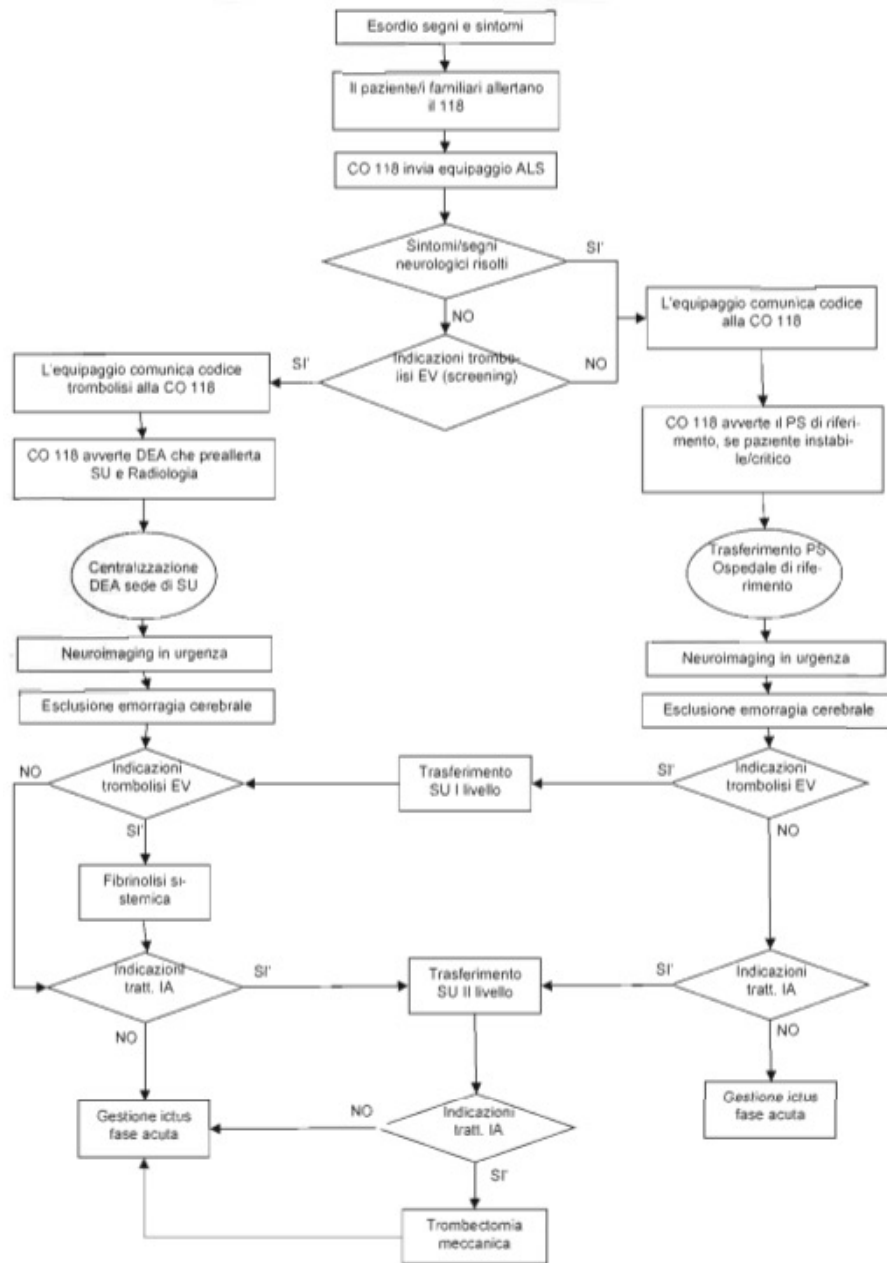 Esordio segni e sintomi
Il paziente/i familiari allertano
il 118
CO 118 invia equipaggio ALS
Sintomi/segni
neurologici risolti
SI'
NO
L'equipaggio comunica codice
alla CO 118
Indicazioni trombo-
lisi EV (screening)
SI'
NO
L'equipaggio comunica codice
trombolisi alla CO 118
CO 118 avverte il PS di riferi-
mento, se paziente instabi-
le/critico
CO 118 avverte DEA che preallerta
SU e Radiologia
Centralizzazione
DEA sede di SU
Trasferimento PS
Ospedale di rife-
rimento
Neuroimaging in urgenza
Neuroimaging in urgenza
Esclusione emorragia cerebrale
Esclusione emorragia cerebrale
NO
Indicazioni
trombolisi EV
SI'
Trasferimento
SU I livello
SI'
Indicazioni
trombolisi EV
NO
Fibrinolisi si-
stemica
Indicazioni
tratt. IA
SI'
NO
Trasferimento
SU II livello
SI'
Indicazioni
tratt. IA
NO
Gestione ictus
fase acuta
Gestione ictus
fase acuta
NO
Indicazioni
tratt. IA
SI'
Trombectomia
meccanica